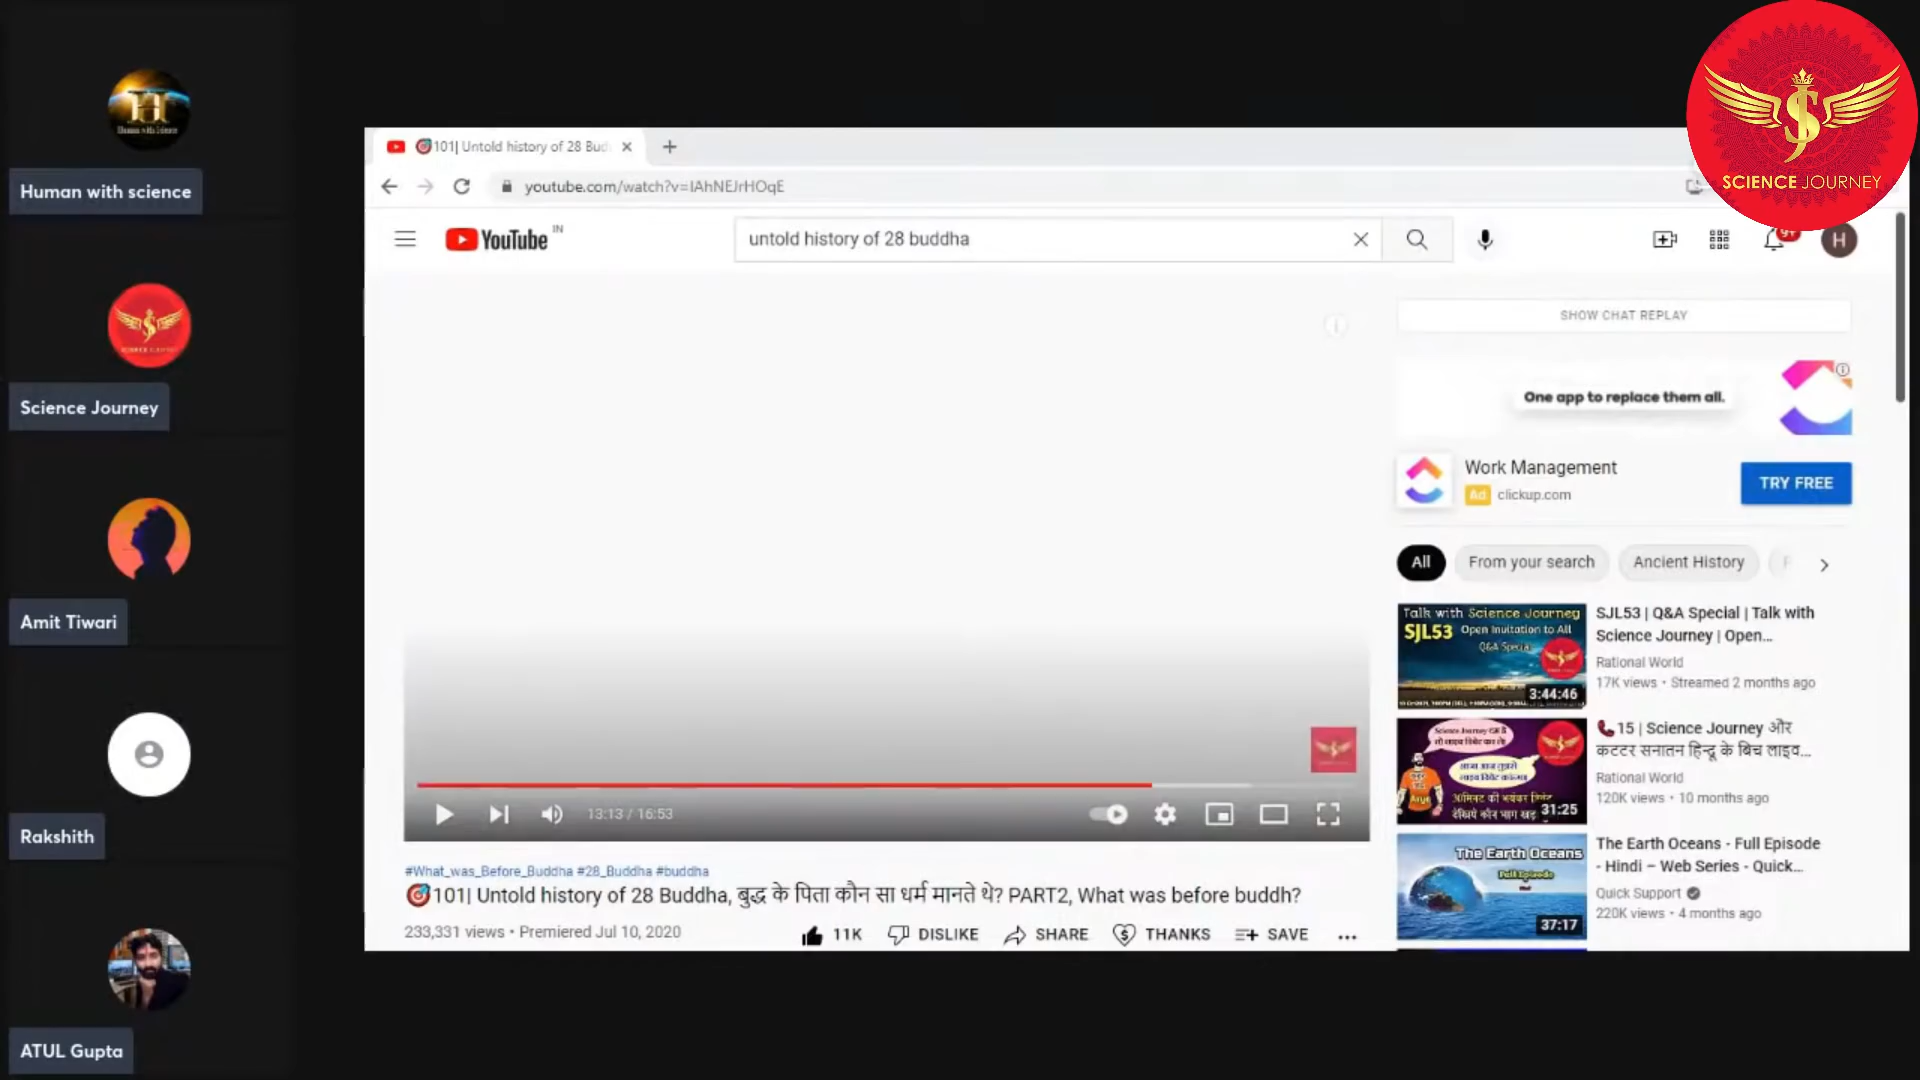 Human with science
Science Journey
Amit Tiwari
Rakshith
ATUL Gupta
SCIENCE JOURNEY
101| Untold history of 28 Bud
youtube.com/watch?v=IAhNEJrHOqE
YouTube IN
untold history of 28 buddha
9+
H
SHOW CHAT REPLAY
One app to replace them all.
Work Management
Ad clickup.com
TRY FREE
All
From your search
Ancient History
13:13 / 16:53
#What_was_Before_Buddha #28_Buddha #buddha
101| Untold history of 28 Buddha, बुद्ध के पिता कौन सा धर्म मानते थे? PART2, What was before buddh?
233,331 views • Premiered Jul 10, 2020
11K DISLIKE SHARE THANKS SAVE
Talk with Science Journey
SJL53 Open Invitation to All
Q&A Special
3:44:46
SJL53 | Q&A Special | Talk with
Science Journey | Open...
Rational World
17K views • Streamed 2 months ago
31:25
15 | Science Journey और
कटटर सनातन हिन्दू के बिच लाइव...
Rational World
120K views • 10 months ago
The Earth Oceans
Full Episode
37:17
The Earth Oceans - Full Episode
- Hindi – Web Series - Quick...
Quick Support
220K views • 4 months ago